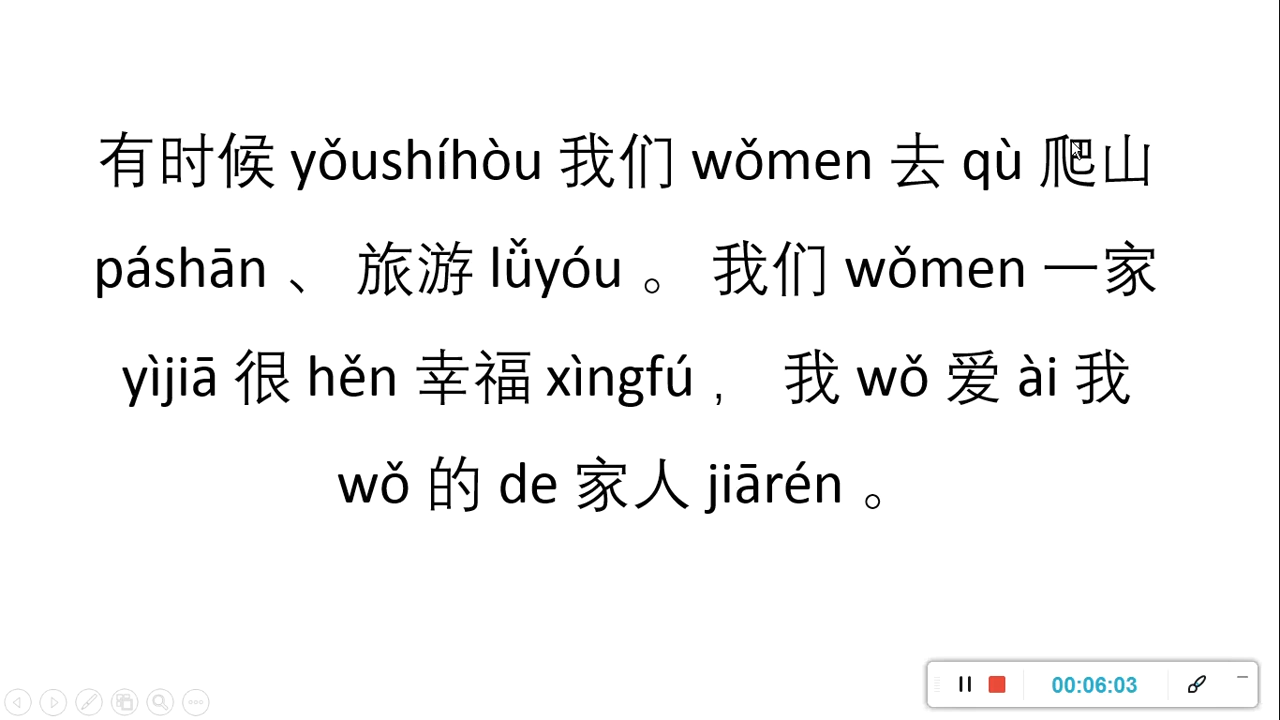 有时候 yǒushíhòu 我们 wǒmen 去 qù 爬山
páshān 、 旅游 lǚyóu 。 我们 wǒmen 一家
yìjiā 很 hěn 幸福 xìngfú ， 我 wǒ 爱 ài 我
wǒ 的 de 家人 jiārén 。
00:06:03